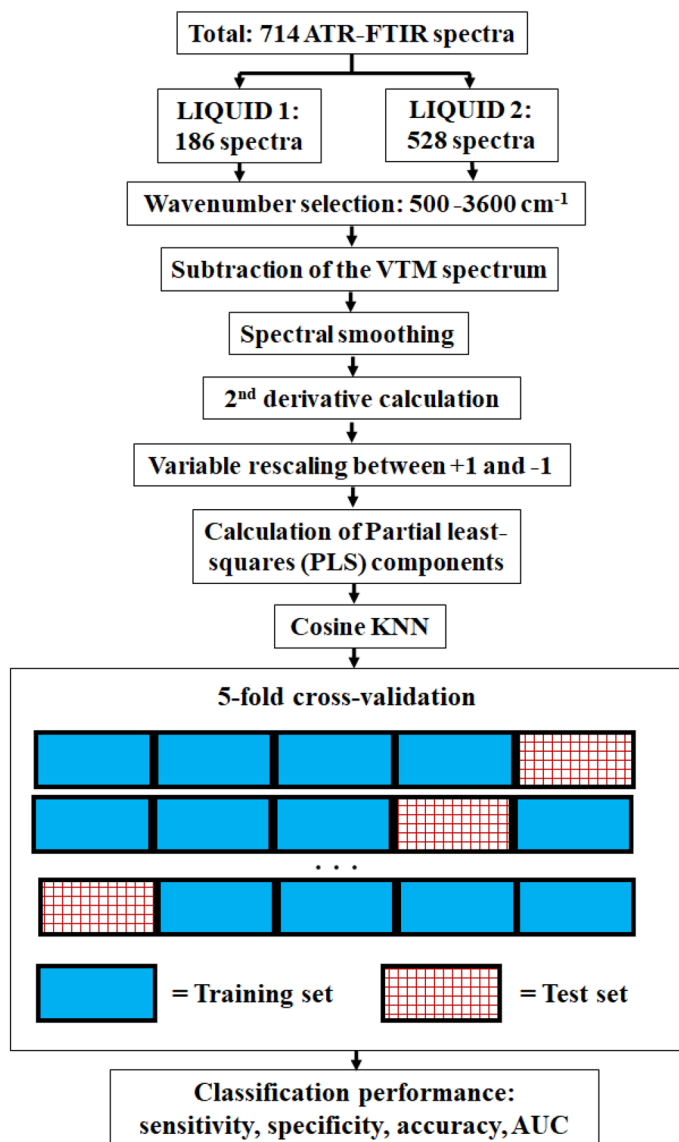 Total: 714 ATR-FTIR spectra
LIQUID 1:
186 spectra
LIQUID 2:
528 spectra
Wavenumber selection: 500 -3600 cm⁻¹
Subtraction of the VTM spectrum
Spectral smoothing
2ⁿᵈ derivative calculation
Variable rescaling between +1 and -1
Calculation of Partial least-
squares (PLS) components
Cosine KNN
5-fold cross-validation
. . .
= Training set
= Test set
Classification performance:
sensitivity, specificity, accuracy, AUC